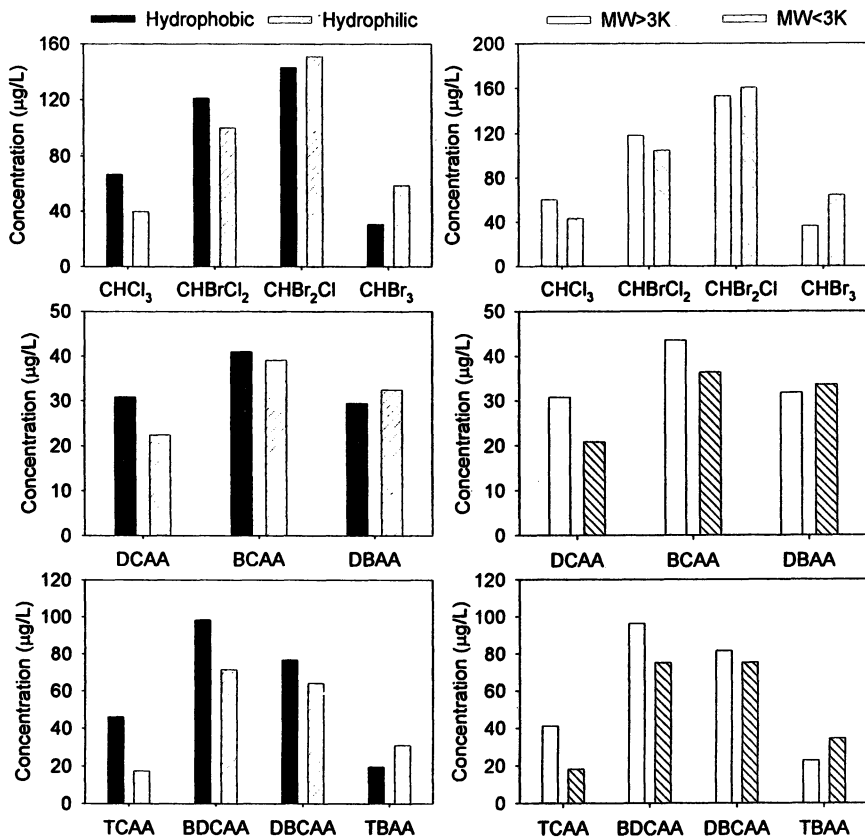 Hydrophobic Hydrophilic
MW>3K MW<3K
Concentration (µg/L)
160
120
80
40
0
CHCl₃ CHBrCl₂ CHBr₂Cl CHBr₃
Concentration (µg/L)
200
160
120
80
40
0
CHCl₃ CHBrCl₂ CHBr₂Cl CHBr₃
Concentration (µg/L)
50
40
30
20
10
0
DCAA BCAA DBAA
Concentration (µg/L)
50
40
30
20
10
0
DCAA BCAA DBAA
Concentration (µg/L)
120
100
80
60
40
20
0
TCAA BDCAA DBCAA TBAA
Concentration (µg/L)
120
100
80
60
40
20
0
TCAA BDCAA DBCAA TBAA